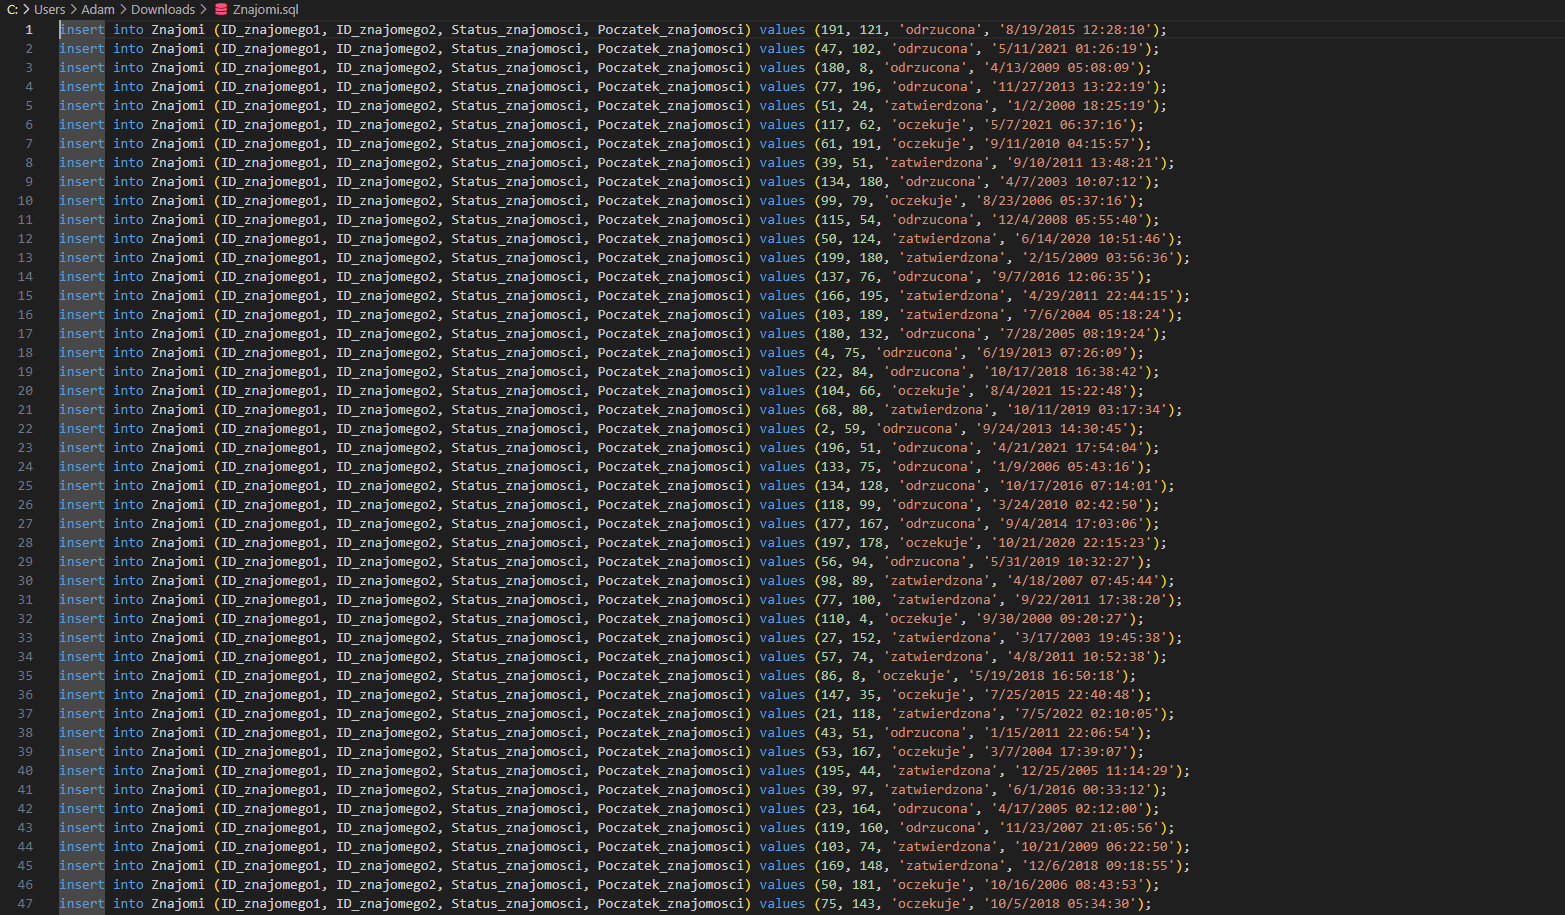 C: > Users > Adam > Downloads > Znajomi.sql
1 insert into Znajomi (ID_znajomego1, ID_znajomego2, Status_znajomosci, Poczatek_znajomosci) values (191, 121, 'odrzucona', '8/19/2015 12:28:10');
2 insert into Znajomi (ID_znajomego1, ID_znajomego2, Status_znajomosci, Poczatek_znajomosci) values (47, 102, 'odrzucona', '5/11/2021 01:26:19');
3 insert into Znajomi (ID_znajomego1, ID_znajomego2, Status_znajomosci, Poczatek_znajomosci) values (180, 8, 'odrzucona', '4/13/2009 05:08:09');
4 insert into Znajomi (ID_znajomego1, ID_znajomego2, Status_znajomosci, Poczatek_znajomosci) values (77, 196, 'odrzucona', '11/27/2013 13:22:19');
5 insert into Znajomi (ID_znajomego1, ID_znajomego2, Status_znajomosci, Poczatek_znajomosci) values (51, 24, 'zatwierdzona', '1/2/2000 18:25:19');
6 insert into Znajomi (ID_znajomego1, ID_znajomego2, Status_znajomosci, Poczatek_znajomosci) values (117, 62, 'oczekuje', '5/7/2021 06:37:16');
7 insert into Znajomi (ID_znajomego1, ID_znajomego2, Status_znajomosci, Poczatek_znajomosci) values (61, 191, 'oczekuje', '9/11/2010 04:15:57');
8 insert into Znajomi (ID_znajomego1, ID_znajomego2, Status_znajomosci, Poczatek_znajomosci) values (39, 51, 'zatwierdzona', '9/10/2011 13:48:21');
9 insert into Znajomi (ID_znajomego1, ID_znajomego2, Status_znajomosci, Poczatek_znajomosci) values (134, 180, 'odrzucona', '4/7/2003 10:07:12');
10 insert into Znajomi (ID_znajomego1, ID_znajomego2, Status_znajomosci, Poczatek_znajomosci) values (99, 79, 'oczekuje', '8/23/2006 05:37:16');
11 insert into Znajomi (ID_znajomego1, ID_znajomego2, Status_znajomosci, Poczatek_znajomosci) values (115, 54, 'odrzucona', '12/4/2008 05:55:40');
12 insert into Znajomi (ID_znajomego1, ID_znajomego2, Status_znajomosci, Poczatek_znajomosci) values (50, 124, 'zatwierdzona', '6/14/2020 10:51:46');
13 insert into Znajomi (ID_znajomego1, ID_znajomego2, Status_znajomosci, Poczatek_znajomosci) values (199, 180, 'zatwierdzona', '2/15/2009 03:56:36');
14 insert into Znajomi (ID_znajomego1, ID_znajomego2, Status_znajomosci, Poczatek_znajomosci) values (137, 76, 'odrzucona', '9/7/2016 12:06:35');
15 insert into Znajomi (ID_znajomego1, ID_znajomego2, Status_znajomosci, Poczatek_znajomosci) values (166, 195, 'zatwierdzona', '4/29/2011 22:44:15');
16 insert into Znajomi (ID_znajomego1, ID_znajomego2, Status_znajomosci, Poczatek_znajomosci) values (103, 189, 'zatwierdzona', '7/6/2004 05:18:24');
17 insert into Znajomi (ID_znajomego1, ID_znajomego2, Status_znajomosci, Poczatek_znajomosci) values (180, 132, 'odrzucona', '7/28/2005 08:19:24');
18 insert into Znajomi (ID_znajomego1, ID_znajomego2, Status_znajomosci, Poczatek_znajomosci) values (4, 75, 'odrzucona', '6/19/2013 07:26:09');
19 insert into Znajomi (ID_znajomego1, ID_znajomego2, Status_znajomosci, Poczatek_znajomosci) values (22, 84, 'odrzucona', '10/17/2018 16:38:42');
20 insert into Znajomi (ID_znajomego1, ID_znajomego2, Status_znajomosci, Poczatek_znajomosci) values (104, 66, 'oczekuje', '8/4/2021 15:22:48');
21 insert into Znajomi (ID_znajomego1, ID_znajomego2, Status_znajomosci, Poczatek_znajomosci) values (68, 80, 'zatwierdzona', '10/11/2019 03:17:34');
22 insert into Znajomi (ID_znajomego1, ID_znajomego2, Status_znajomosci, Poczatek_znajomosci) values (2, 59, 'odrzucona', '9/24/2013 14:30:45');
23 insert into Znajomi (ID_znajomego1, ID_znajomego2, Status_znajomosci, Poczatek_znajomosci) values (196, 51, 'odrzucona', '4/21/2021 17:54:04');
24 insert into Znajomi (ID_znajomego1, ID_znajomego2, Status_znajomosci, Poczatek_znajomosci) values (133, 75, 'odrzucona', '1/9/2006 05:43:16');
25 insert into Znajomi (ID_znajomego1, ID_znajomego2, Status_znajomosci, Poczatek_znajomosci) values (134, 128, 'odrzucona', '10/17/2016 07:14:01');
26 insert into Znajomi (ID_znajomego1, ID_znajomego2, Status_znajomosci, Poczatek_znajomosci) values (118, 99, 'odrzucona', '3/24/2010 02:42:50');
27 insert into Znajomi (ID_znajomego1, ID_znajomego2, Status_znajomosci, Poczatek_znajomosci) values (177, 167, 'odrzucona', '9/4/2014 17:03:06');
28 insert into Znajomi (ID_znajomego1, ID_znajomego2, Status_znajomosci, Poczatek_znajomosci) values (197, 178, 'oczekuje', '10/21/2020 22:15:23');
29 insert into Znajomi (ID_znajomego1, ID_znajomego2, Status_znajomosci, Poczatek_znajomosci) values (56, 94, 'odrzucona', '5/31/2019 10:32:27');
30 insert into Znajomi (ID_znajomego1, ID_znajomego2, Status_znajomosci, Poczatek_znajomosci) values (98, 89, 'zatwierdzona', '4/18/2007 07:45:44');
31 insert into Znajomi (ID_znajomego1, ID_znajomego2, Status_znajomosci, Poczatek_znajomosci) values (77, 100, 'zatwierdzona', '9/22/2011 17:38:20');
32 insert into Znajomi (ID_znajomego1, ID_znajomego2, Status_znajomosci, Poczatek_znajomosci) values (110, 4, 'oczekuje', '9/30/2000 09:20:27');
33 insert into Znajomi (ID_znajomego1, ID_znajomego2, Status_znajomosci, Poczatek_znajomosci) values (27, 152, 'zatwierdzona', '3/17/2003 19:45:38');
34 insert into Znajomi (ID_znajomego1, ID_znajomego2, Status_znajomosci, Poczatek_znajomosci) values (57, 74, 'zatwierdzona', '4/8/2011 10:52:38');
35 insert into Znajomi (ID_znajomego1, ID_znajomego2, Status_znajomosci, Poczatek_znajomosci) values (86, 8, 'oczekuje', '5/19/2018 16:50:18');
36 insert into Znajomi (ID_znajomego1, ID_znajomego2, Status_znajomosci, Poczatek_znajomosci) values (147, 35, 'oczekuje', '7/25/2015 22:40:48');
37 insert into Znajomi (ID_znajomego1, ID_znajomego2, Status_znajomosci, Poczatek_znajomosci) values (21, 118, 'zatwierdzona', '7/5/2022 02:10:05');
38 insert into Znajomi (ID_znajomego1, ID_znajomego2, Status_znajomosci, Poczatek_znajomosci) values (43, 51, 'odrzucona', '1/15/2011 22:06:54');
39 insert into Znajomi (ID_znajomego1, ID_znajomego2, Status_znajomosci, Poczatek_znajomosci) values (53, 167, 'oczekuje', '3/7/2004 17:39:07');
40 insert into Znajomi (ID_znajomego1, ID_znajomego2, Status_znajomosci, Poczatek_znajomosci) values (195, 44, 'zatwierdzona', '12/25/2005 11:14:29');
41 insert into Znajomi (ID_znajomego1, ID_znajomego2, Status_znajomosci, Poczatek_znajomosci) values (39, 97, 'zatwierdzona', '6/1/2016 00:33:12');
42 insert into Znajomi (ID_znajomego1, ID_znajomego2, Status_znajomosci, Poczatek_znajomosci) values (23, 164, 'odrzucona', '4/17/2005 02:12:00');
43 insert into Znajomi (ID_znajomego1, ID_znajomego2, Status_znajomosci, Poczatek_znajomosci) values (119, 160, 'odrzucona', '11/23/2007 21:05:56');
44 insert into Znajomi (ID_znajomego1, ID_znajomego2, Status_znajomosci, Poczatek_znajomosci) values (103, 74, 'zatwierdzona', '10/21/2009 06:22:50');
45 insert into Znajomi (ID_znajomego1, ID_znajomego2, Status_znajomosci, Poczatek_znajomosci) values (169, 148, 'zatwierdzona', '12/6/2018 09:18:55');
46 insert into Znajomi (ID_znajomego1, ID_znajomego2, Status_znajomosci, Poczatek_znajomosci) values (50, 181, 'oczekuje', '10/16/2006 08:43:53');
47 insert into Znajomi (ID_znajomego1, ID_znajomego2, Status_znajomosci, Poczatek_znajomosci) values (75, 143, 'oczekuje', '10/5/2018 05:34:30');